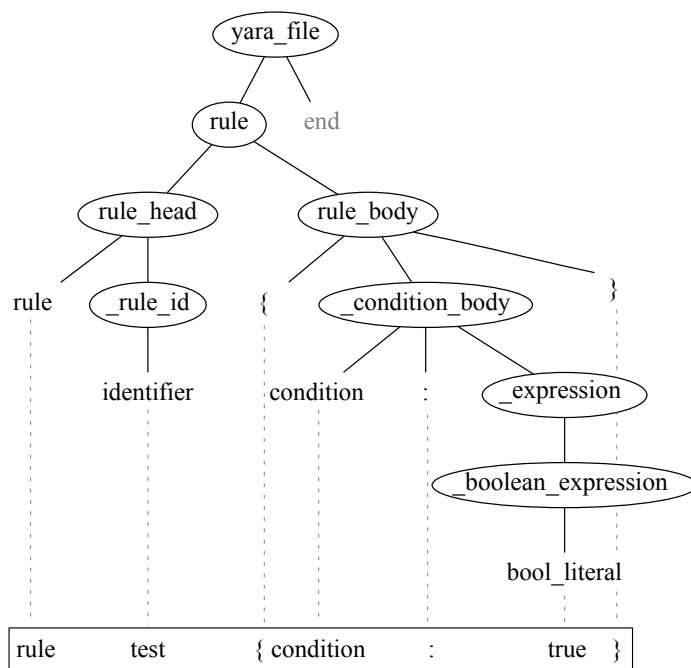 yara_file
rule end
rule_head rule_body
rule _rule_id { _condition_body }
identifier condition : _expression
_boolean_expression
bool_literal
rule test { condition : true }